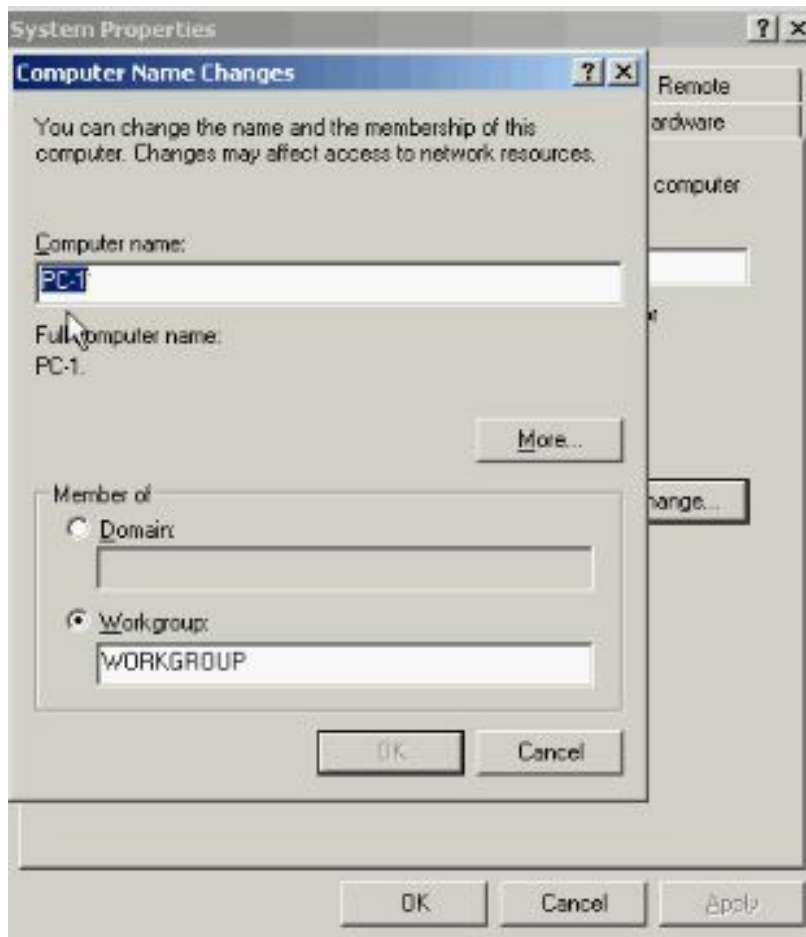 System Properties
Computer Name Changes
Remote
ardware
You can change the name and the membership of this
computer. Changes may affect access to network resources.
computer
Computer name:
PC-1
Full computer name:
PC-1.
More...
Member of
hange...
Domain:
Workgroup:
WORKGROUP
OK
Cancel
OK
Cancel
Apply